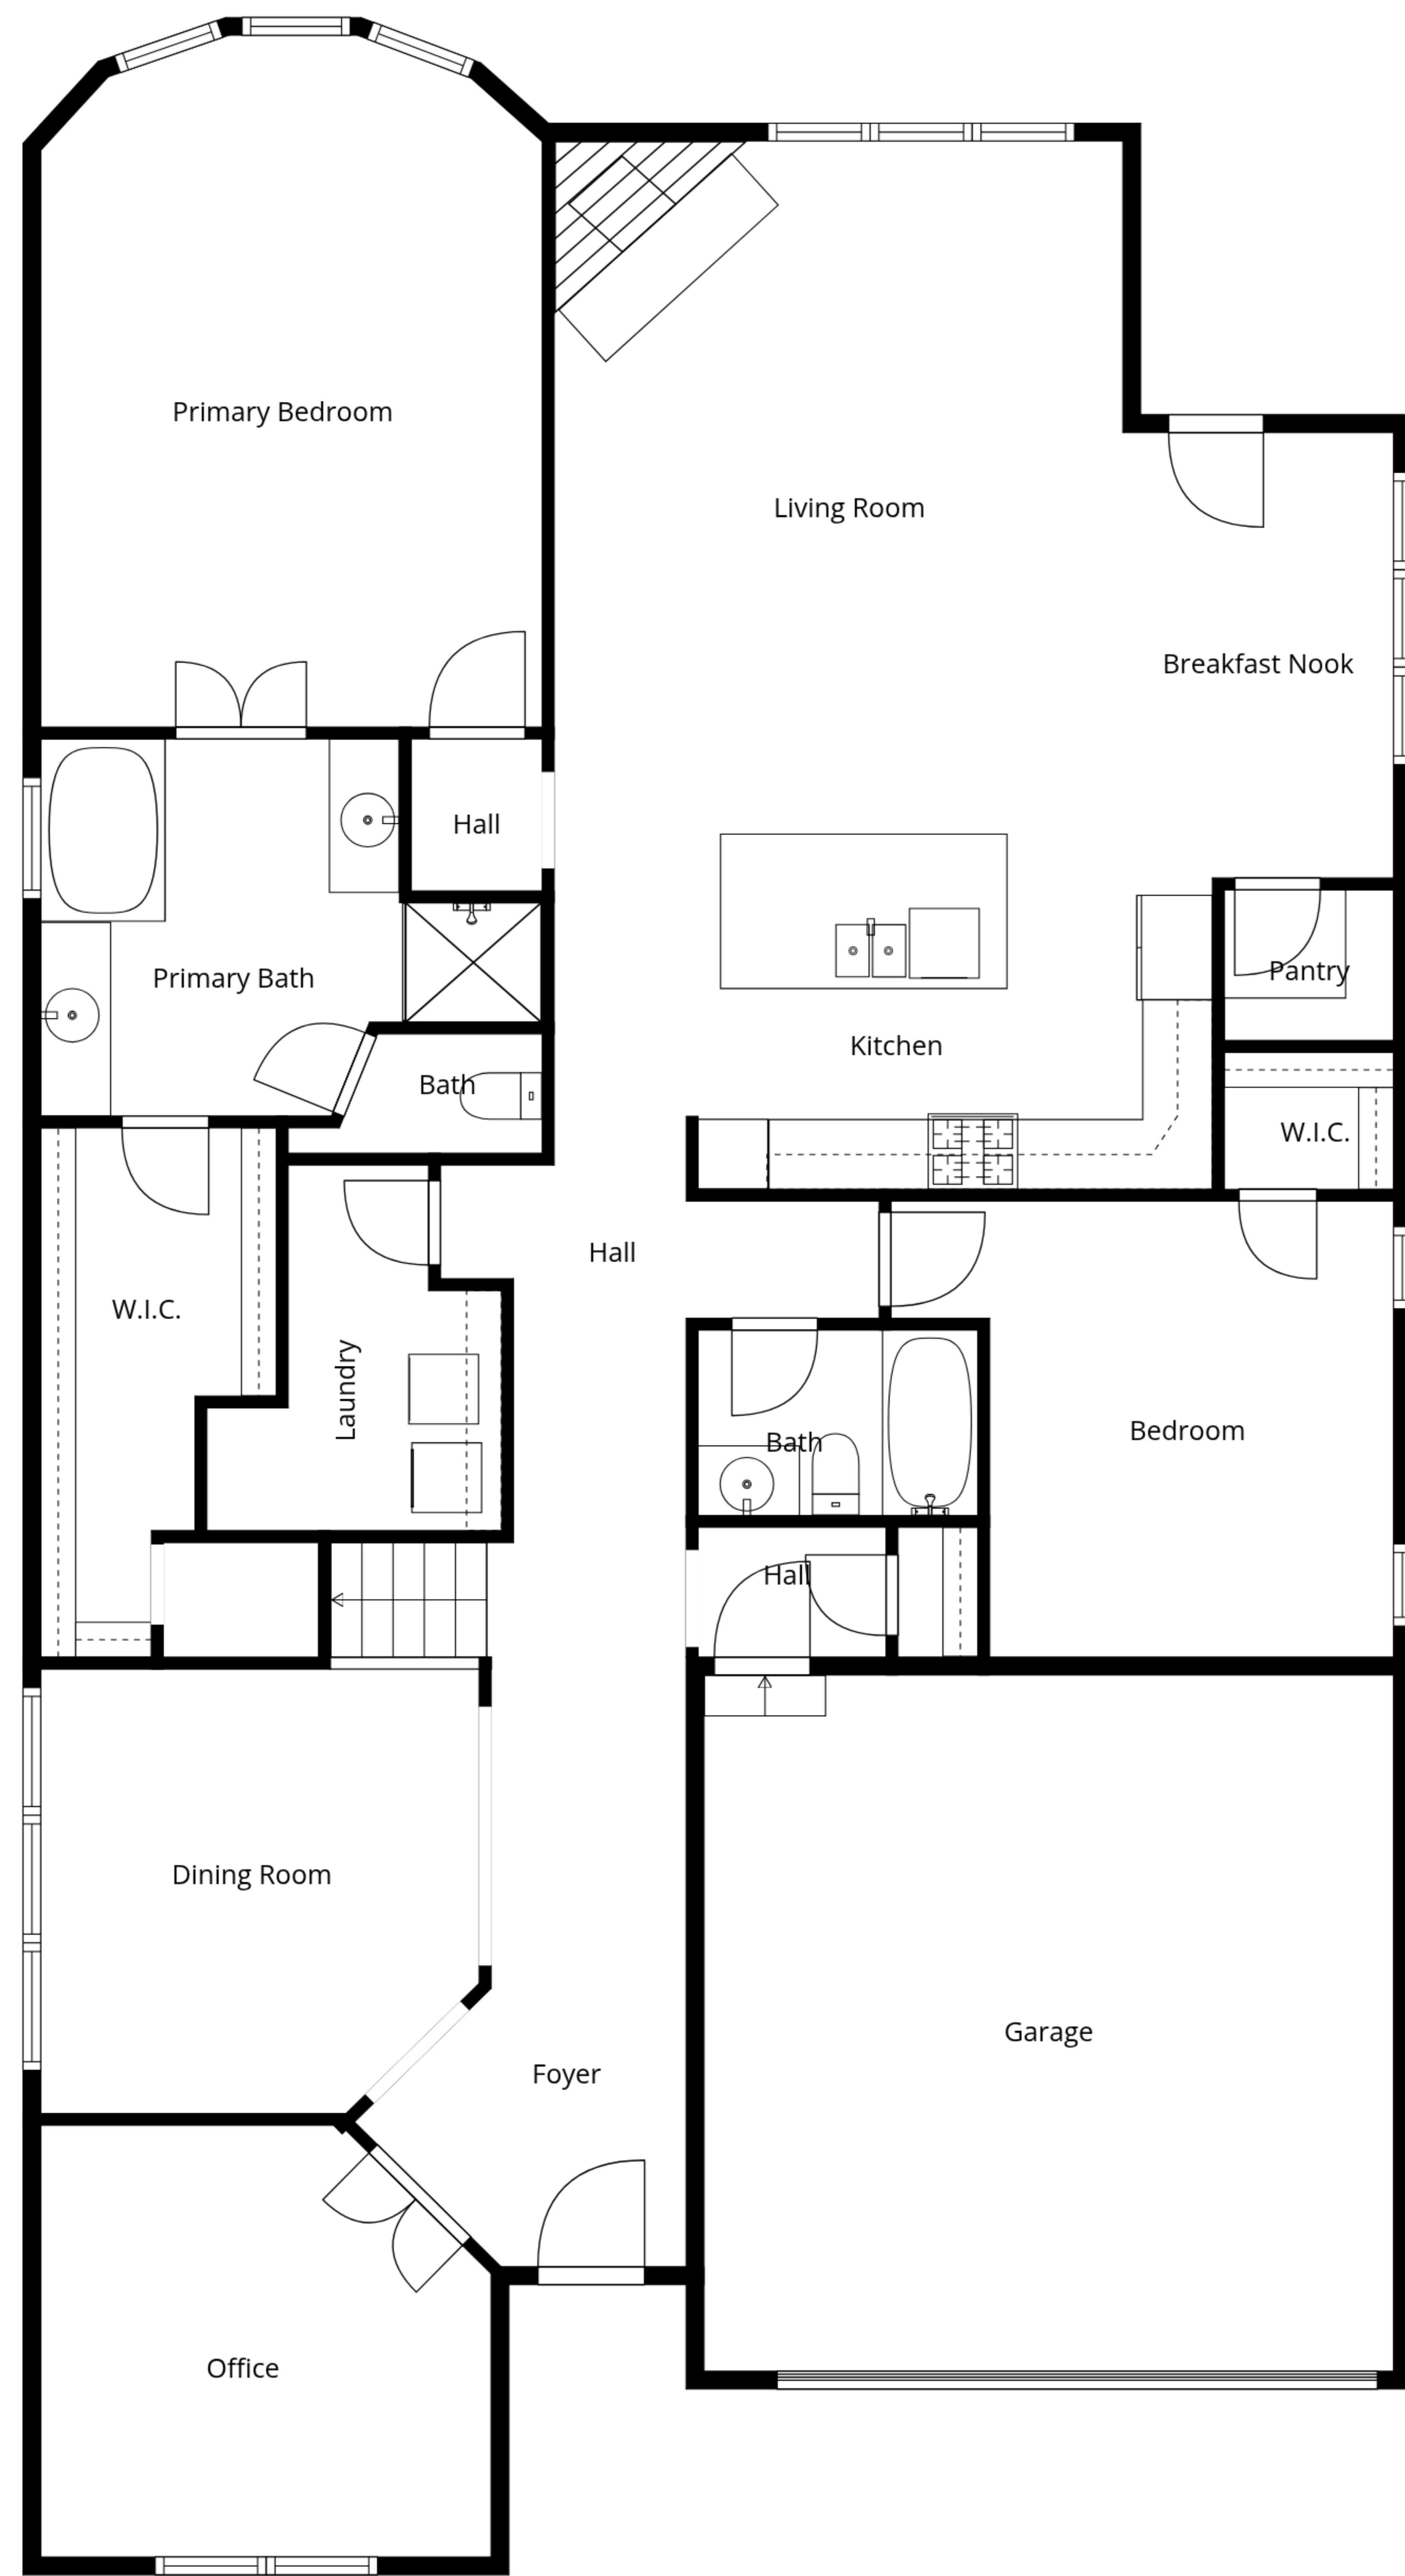 Primary Bedroom
Living Room
Breakfast Nook
Hall
Primary Bath
Pantry
Kitchen
Bath
W.I.C.
Hall
W.I.C.
Laundry
Bedroom
Bath
Hall
Dining Room
Garage
Foyer
Office